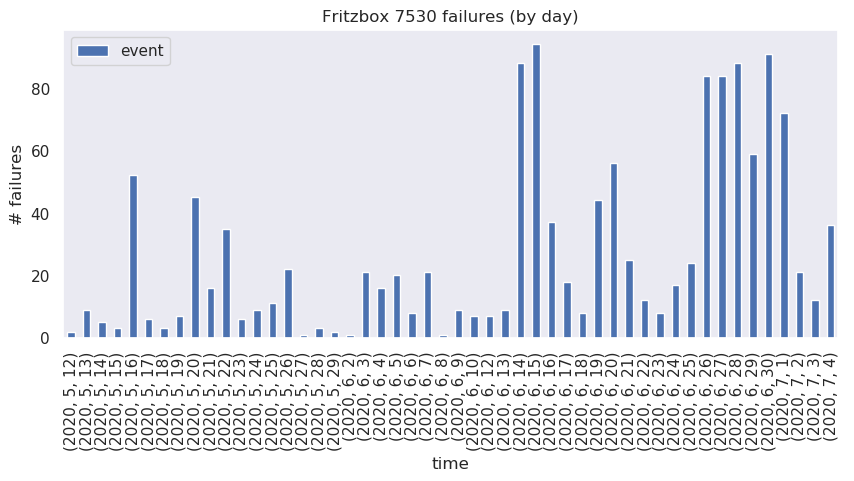 Fritzbox 7530 failures (by day)
event
# failures
80
60
40
20
0
(2020, 5, 12)
(2020, 5, 13)
(2020, 5, 14)
(2020, 5, 15)
(2020, 5, 16)
(2020, 5, 17)
(2020, 5, 18)
(2020, 5, 19)
(2020, 5, 20)
(2020, 5, 21)
(2020, 5, 22)
(2020, 5, 23)
(2020, 5, 24)
(2020, 5, 25)
(2020, 5, 26)
(2020, 5, 27)
(2020, 5, 28)
(2020, 5, 29)
(2020, 6, 2)
(2020, 6, 3)
(2020, 6, 4)
(2020, 6, 5)
(2020, 6, 6)
(2020, 6, 7)
(2020, 6, 8)
(2020, 6, 9)
(2020, 6, 10)
(2020, 6, 12)
(2020, 6, 13)
(2020, 6, 14)
(2020, 6, 15)
(2020, 6, 16)
(2020, 6, 17)
(2020, 6, 18)
(2020, 6, 19)
(2020, 6, 20)
(2020, 6, 21)
(2020, 6, 22)
(2020, 6, 23)
(2020, 6, 24)
(2020, 6, 25)
(2020, 6, 26)
(2020, 6, 27)
(2020, 6, 28)
(2020, 6, 29)
(2020, 6, 30)
(2020, 7, 1)
(2020, 7, 2)
(2020, 7, 3)
(2020, 7, 4)
time